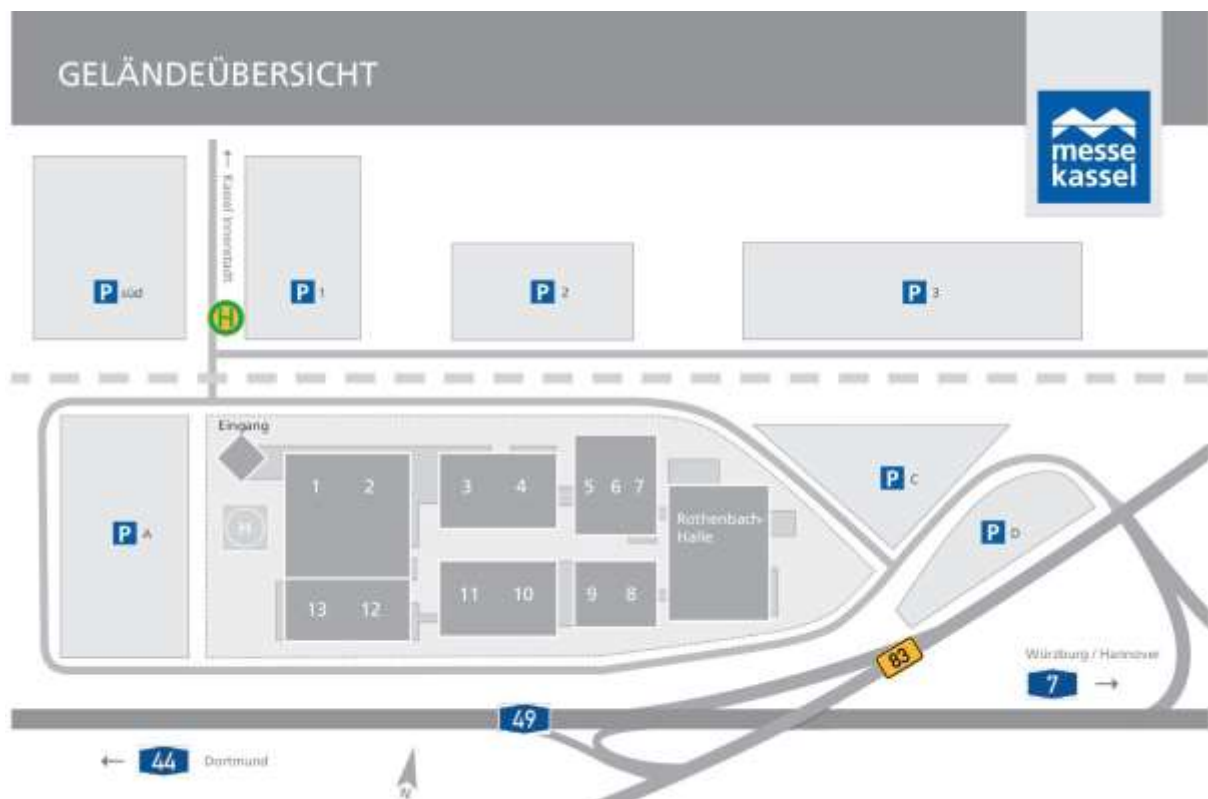 GELÄNDEÜBERSICHT
messe
kassel
← Kassel Innenstadt
P süd
P 1
P 2
P 3
H
Eingang
1 2
3 4
5 6 7
Rothenbach-
Halle
P C
P D
P A
H
13 12
11 10
9 8
83
Würzburg / Hannover
7 →
49
← 44 Dortmund
N